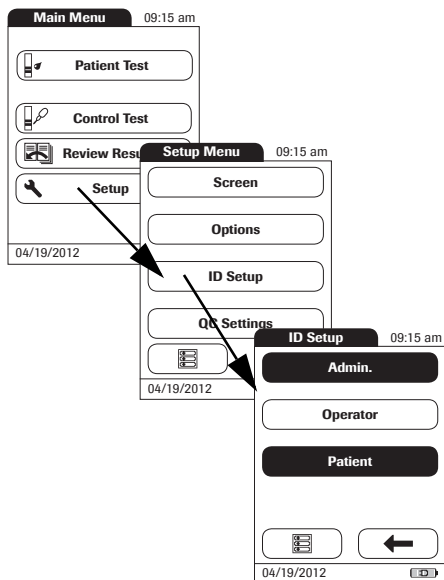 Main Menu 09:15 am
Patient Test
Control Test
Review Resu
Setup
04/19/2012
Setup Menu 09:15 am
Screen
Options
ID Setup
QC Settings
04/19/2012
ID Setup 09:15 am
Admin.
Operator
Patient
04/19/2012